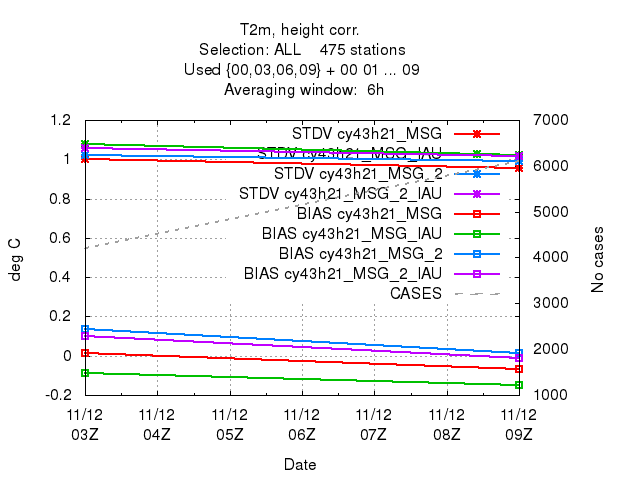 T2m, height corr.
Selection: ALL    475 stations
Used {00,03,06,09} + 00 01 ... 09
Averaging window:  6h
deg C
1.2
1
0.8
0.6
0.4
0.2
0
-0.2
STDV cy43h21_MSG
STDV cy43h21_MSG_IAU
STDV cy43h21_MSG_2
STDV cy43h21_MSG_2_IAU
BIAS cy43h21_MSG
BIAS cy43h21_MSG_IAU
BIAS cy43h21_MSG_2
BIAS cy43h21_MSG_2_IAU
CASES
7000
6000
5000
4000
3000
2000
1000
No cases
11/12 11/12 11/12 11/12 11/12 11/12 11/12
03Z 04Z 05Z 06Z 07Z 08Z 09Z
Date